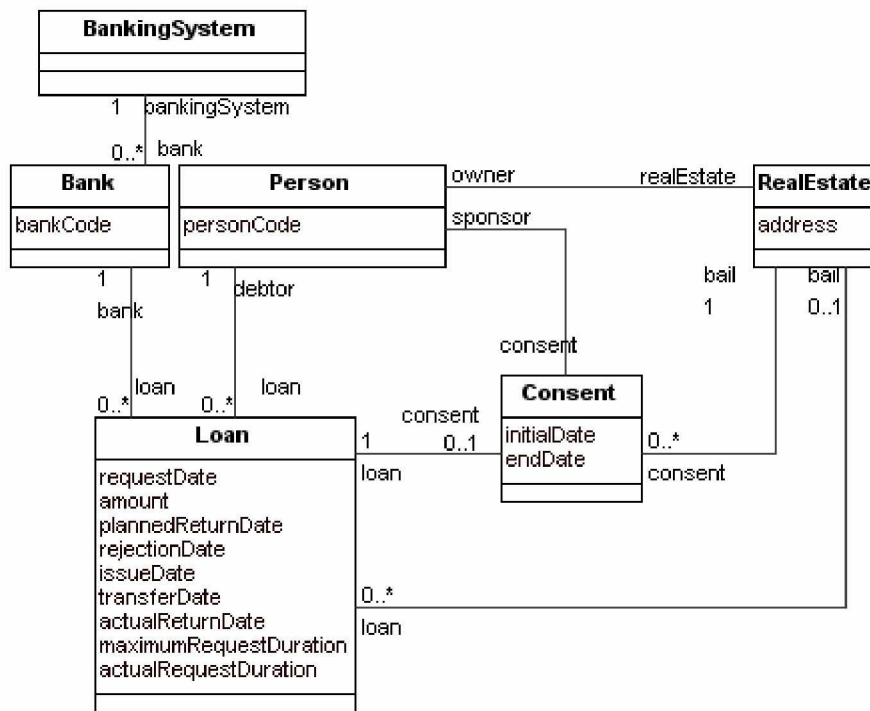 BankingSystem
1 bankingSystem
0..* bank
Bank
bankCode
Person
personCode
owner
realEstate
RealEstate
address
sponsor
1
bank
1
debtor
bail
1
bail
0..1
consent
Consent
initialDate
endDate
loan
0..*
loan
0..*
consent
0..1
1
loan
0..*
consent
Loan
requestDate
amount
plannedReturnDate
rejectionDate
issueDate
transferDate
actualReturnDate
maximumRequestDuration
actualRequestDuration
0..*
loan